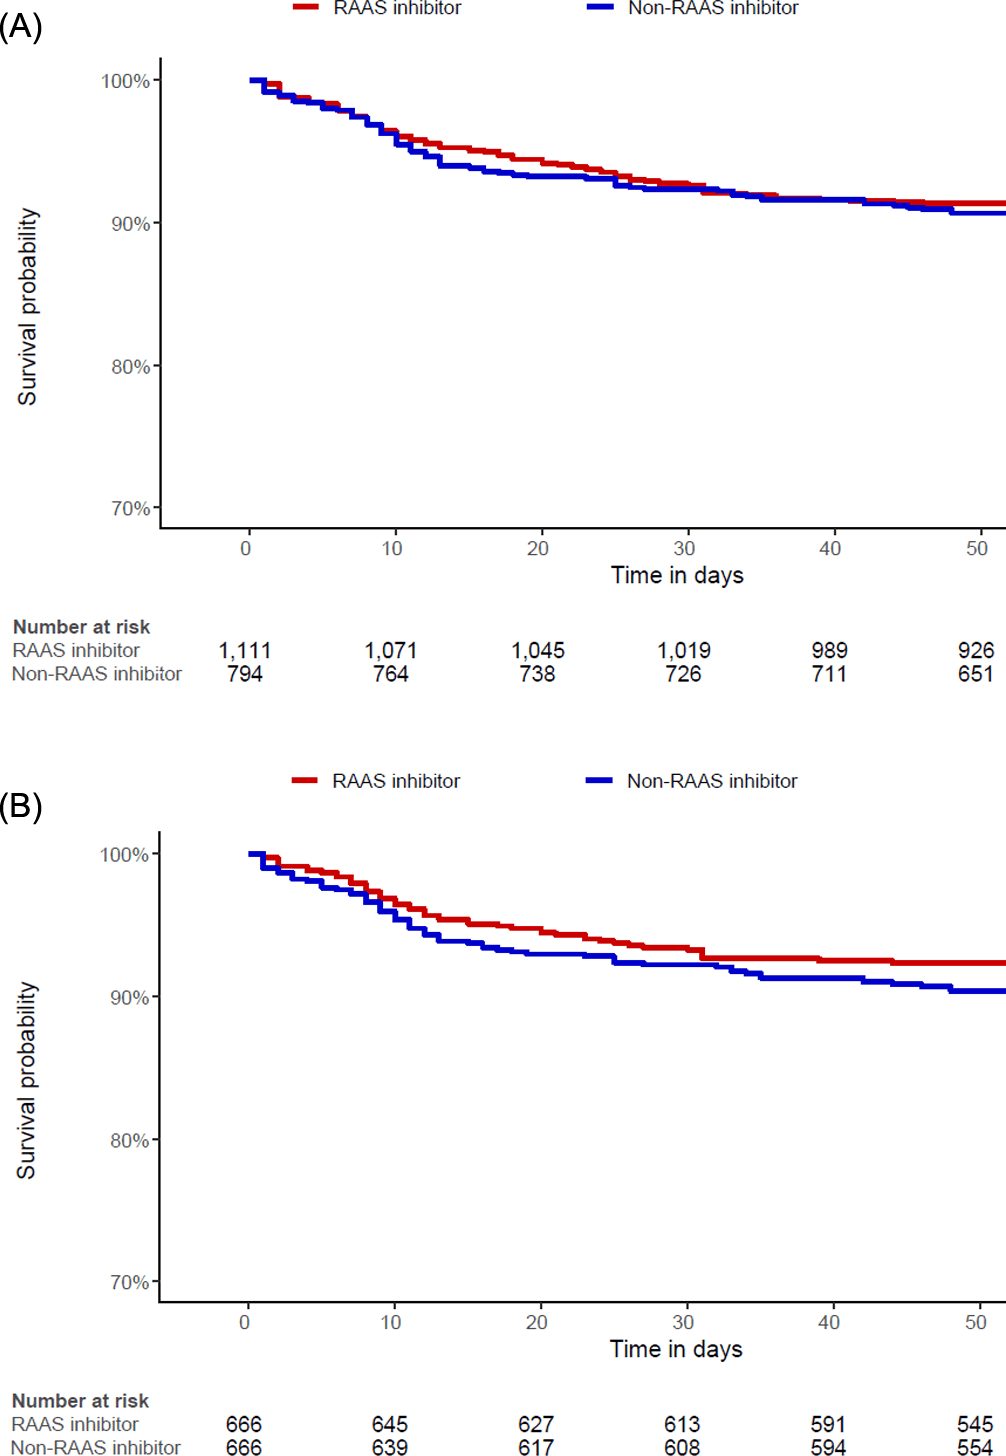 RAAS inhibitor Non-RAAS inhibitor
(A)
100%
90%
80%
70%
Survival probability
0 10 20 30 40 50
Time in days
Number at risk
RAAS inhibitor 1,111 1,071 1,045 1,019 989 926
Non-RAAS inhibitor 794 764 738 726 711 651
RAAS inhibitor Non-RAAS inhibitor
(B)
100%
90%
80%
70%
Survival probability
0 10 20 30 40 50
Time in days
Number at risk
RAAS inhibitor 666 645 627 613 591 545
Non-RAAS inhibitor 666 639 617 608 594 554